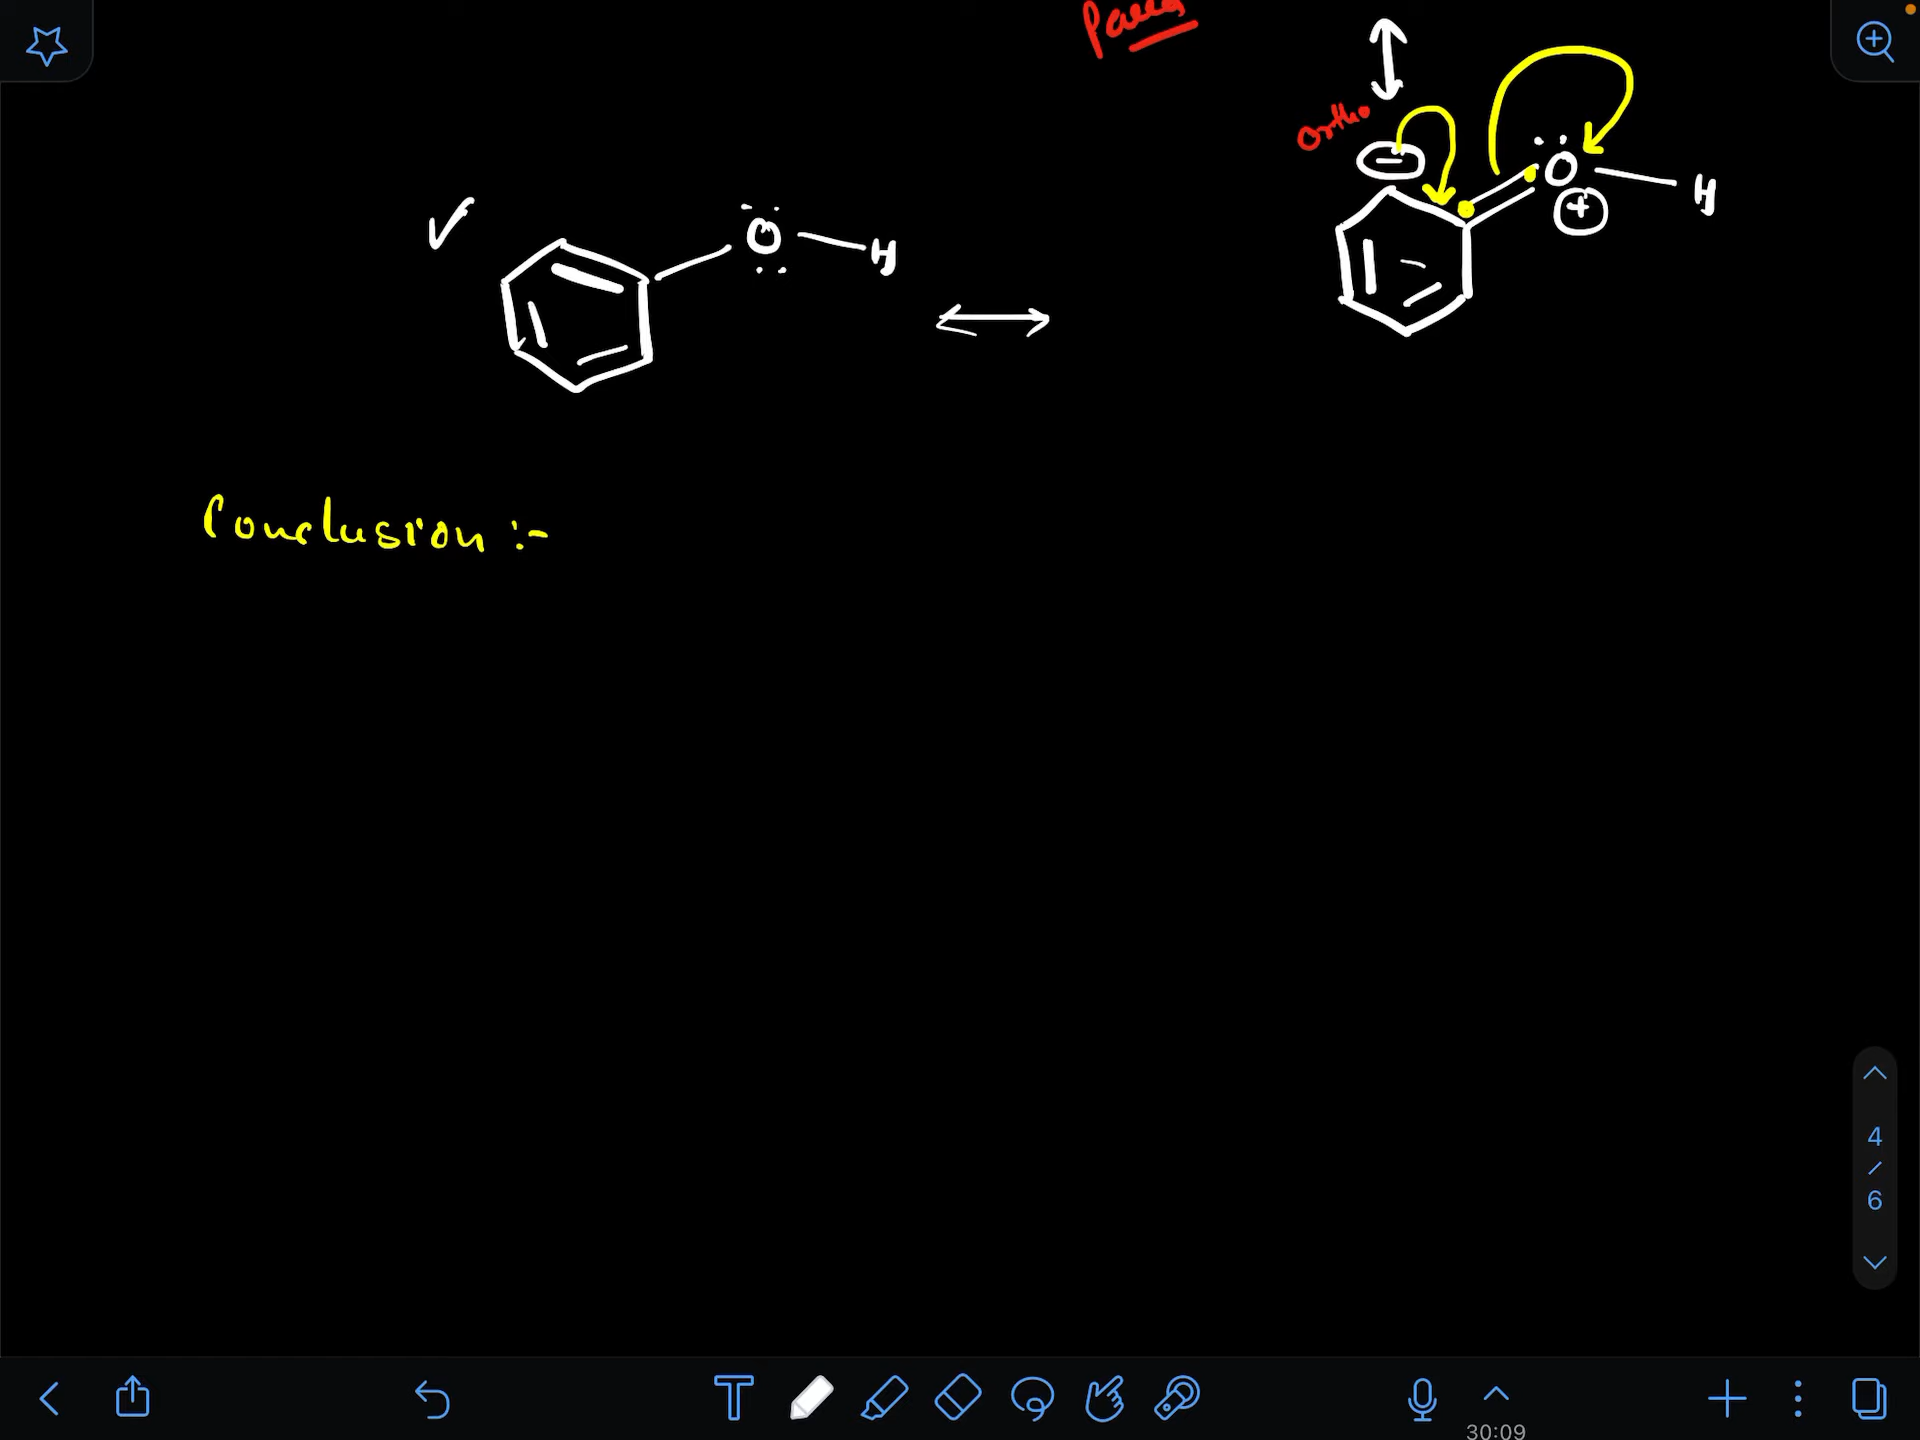 Para
Ortho
O H
+
O H
Conclusion :-
4
/
6
T
30:09